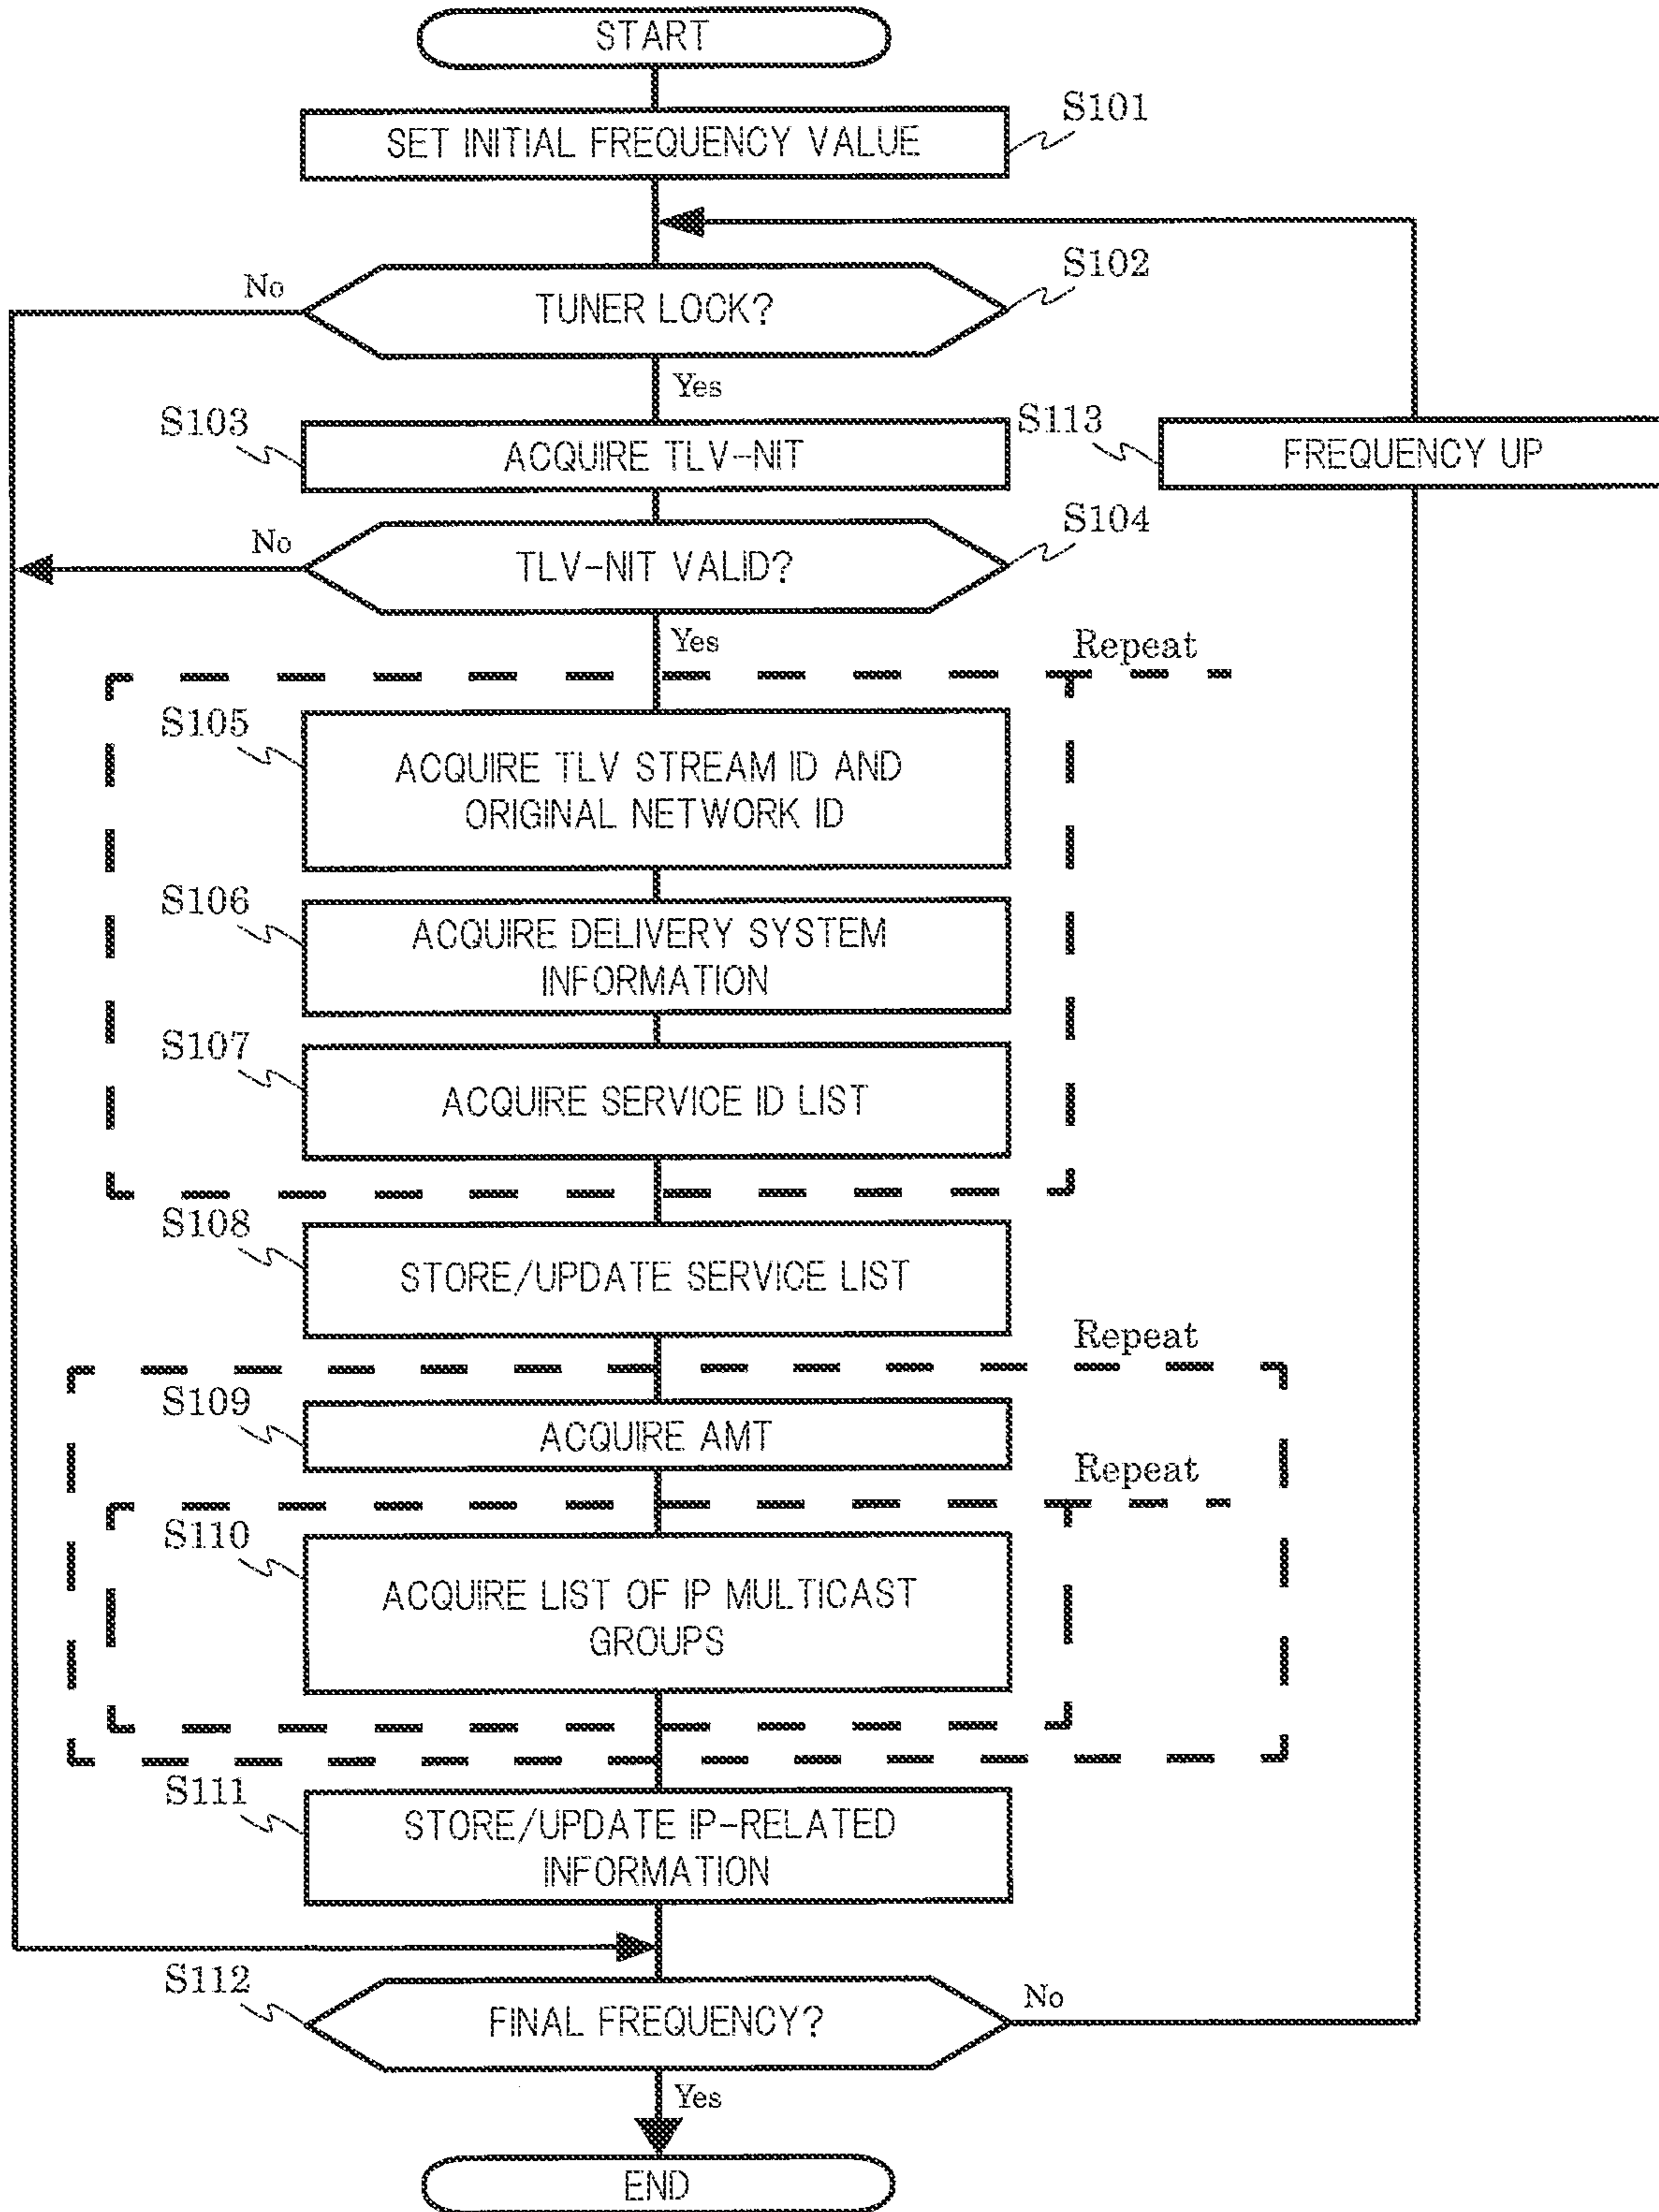 START
SET INITIAL FREQUENCY VALUE
S101
TUNER LOCK?
S102
No
Yes
S103
ACQUIRE TLV-NIT
S113
FREQUENCY UP
TLV-NIT VALID?
S104
No
Yes
Repeat
S105
ACQUIRE TLV STREAM ID AND
ORIGINAL NETWORK ID
S106
ACQUIRE DELIVERY SYSTEM
INFORMATION
S107
ACQUIRE SERVICE ID LIST
S108
STORE/UPDATE SERVICE LIST
Repeat
S109
ACQUIRE AMT
Repeat
S110
ACQUIRE LIST OF IP MULTICAST
GROUPS
S111
STORE/UPDATE IP-RELATED
INFORMATION
S112
FINAL FREQUENCY?
No
Yes
END